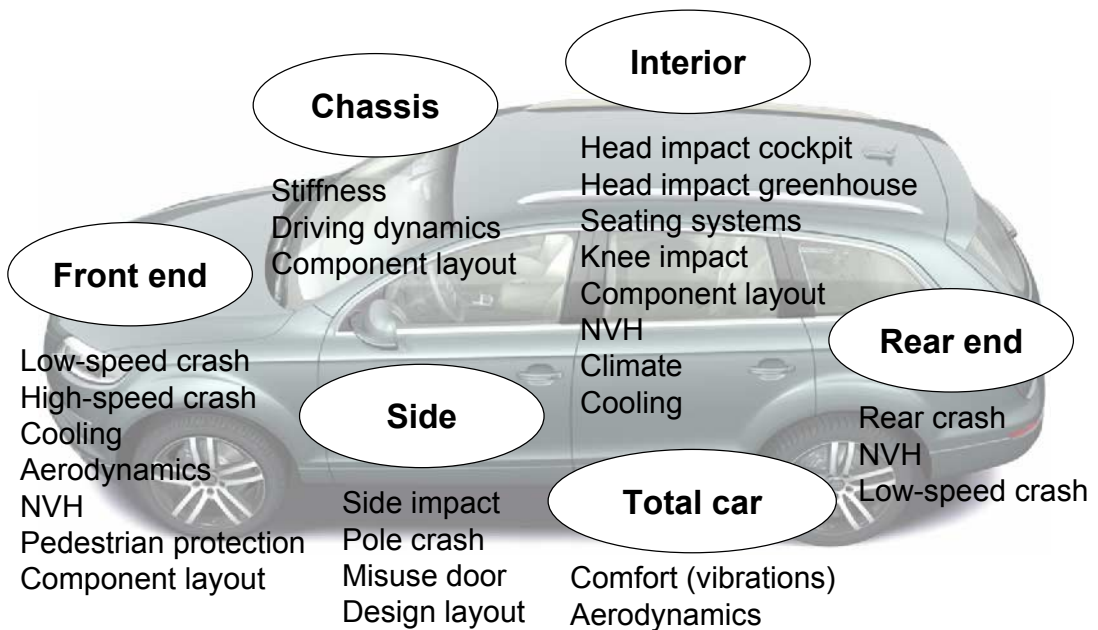 Interior
Head impact cockpit
Head impact greenhouse
Seating systems
Knee impact
Component layout
NVH
Climate
Cooling
Chassis
Stiffness
Driving dynamics
Component layout
Front end
Low-speed crash
High-speed crash
Cooling
Aerodynamics
NVH
Pedestrian protection
Component layout
Side
Side impact
Pole crash
Misuse door
Design layout
Total car
Comfort (vibrations)
Aerodynamics
Rear end
Rear crash
NVH
Low-speed crash